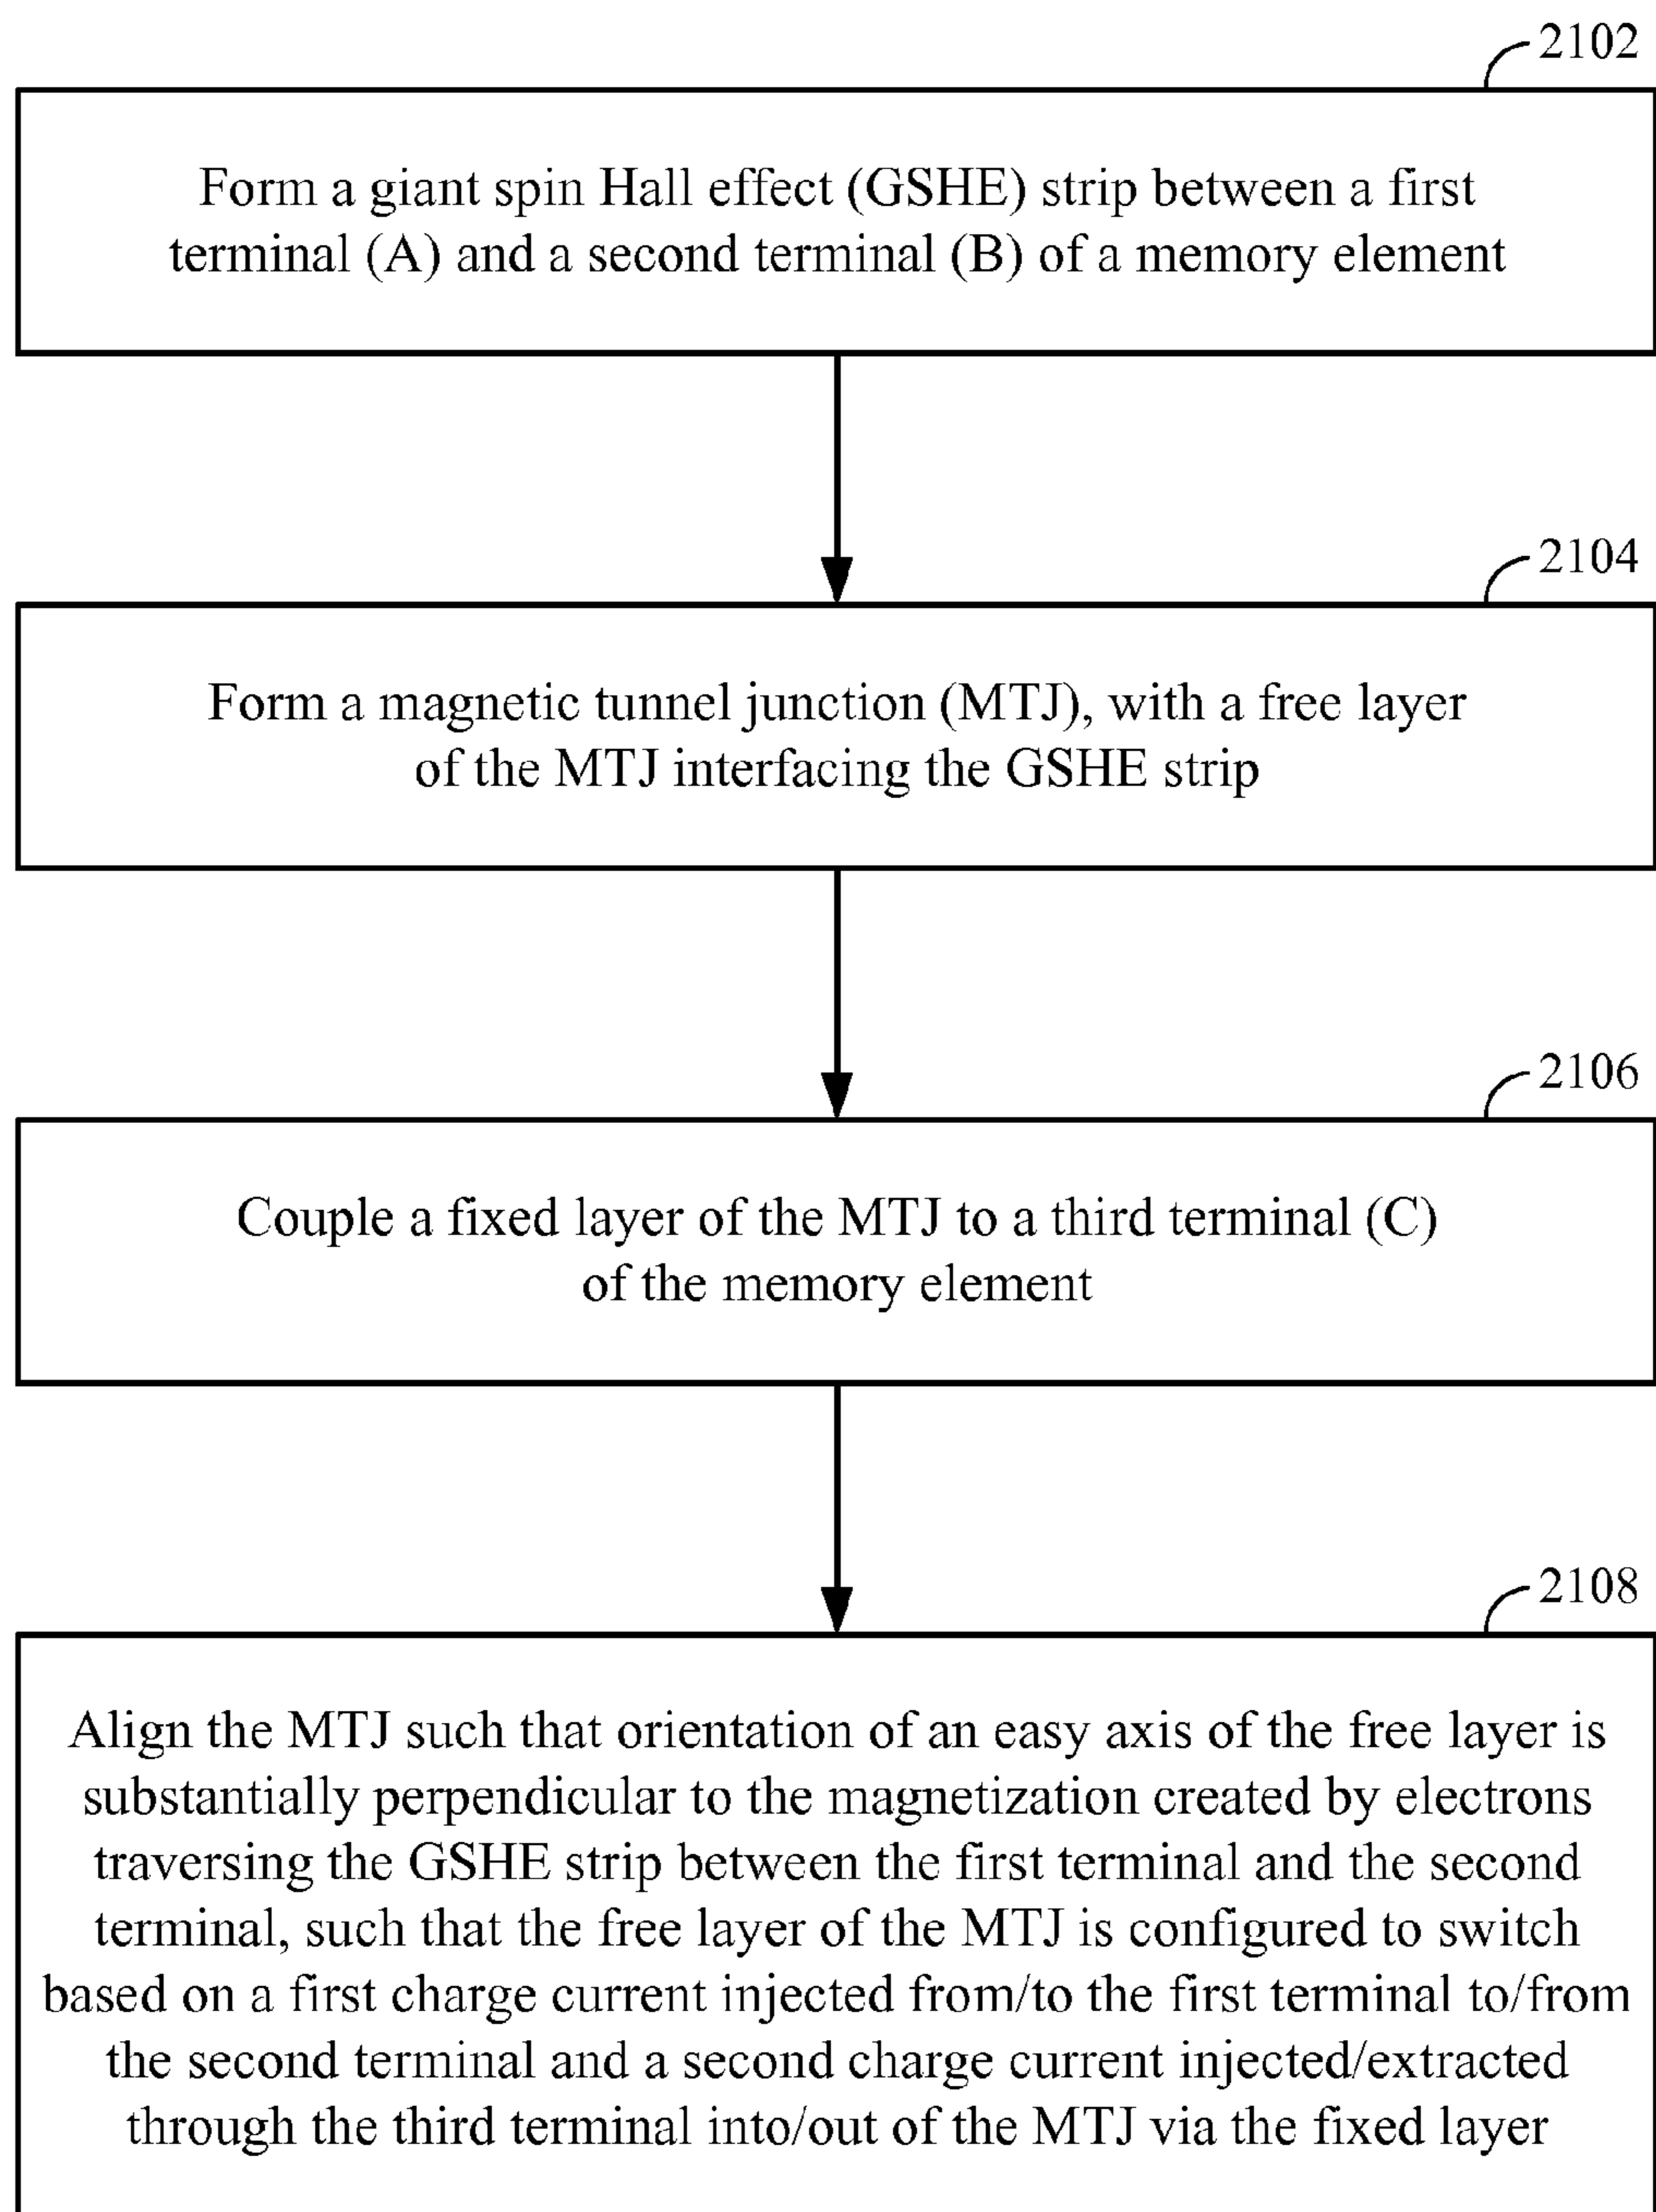 2102
Form a giant spin Hall effect (GSHE) strip between a first
terminal (A) and a second terminal (B) of a memory element
2104
Form a magnetic tunnel junction (MTJ), with a free layer
of the MTJ interfacing the GSHE strip
2106
Couple a fixed layer of the MTJ to a third terminal (C)
of the memory element
2108
Align the MTJ such that orientation of an easy axis of the free layer is
substantially perpendicular to the magnetization created by electrons
traversing the GSHE strip between the first terminal and the second
terminal, such that the free layer of the MTJ is configured to switch
based on a first charge current injected from/to the first terminal to/from
the second terminal and a second charge current injected/extracted
through the third terminal into/out of the MTJ via the fixed layer